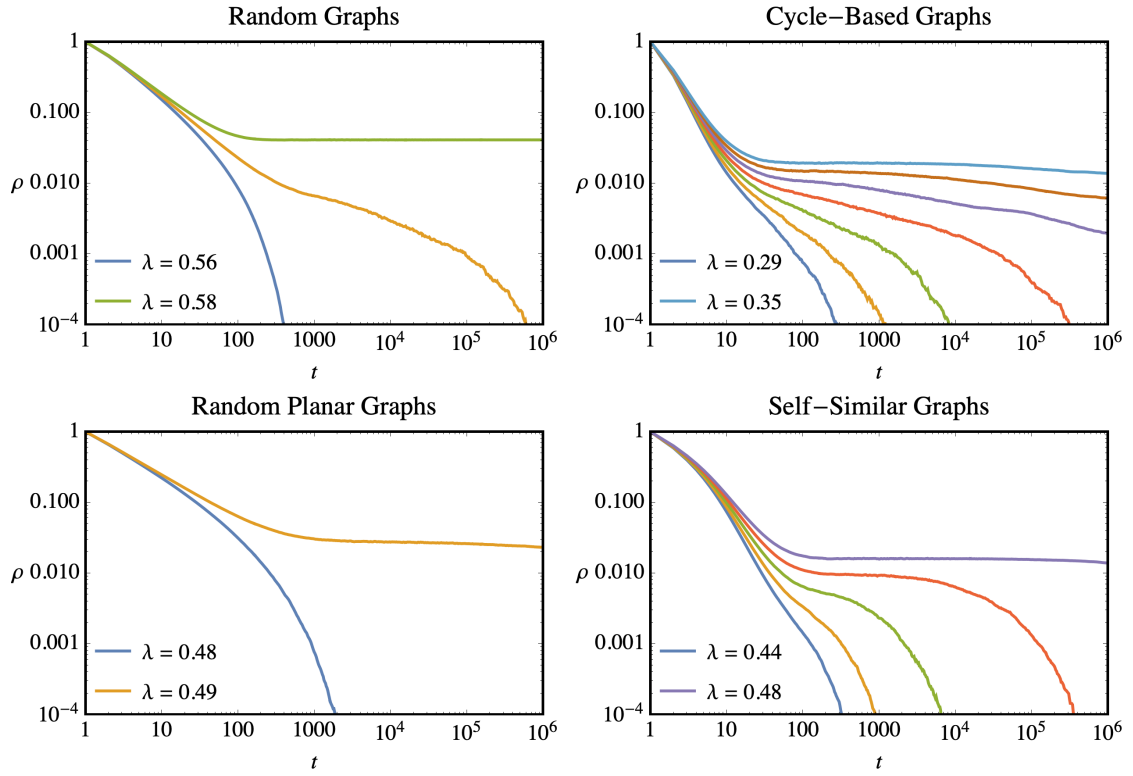 Random Graphs
1
0.100
ρ 0.010
0.001
10⁻⁴
λ = 0.56
λ = 0.58
1 10 100 1000 10⁴ 10⁵ 10⁶
t
Cycle−Based Graphs
1
0.100
ρ 0.010
0.001
10⁻⁴
λ = 0.29
λ = 0.35
1 10 100 1000 10⁴ 10⁵ 10⁶
t
Random Planar Graphs
1
0.100
ρ 0.010
0.001
10⁻⁴
λ = 0.48
λ = 0.49
1 10 100 1000 10⁴ 10⁵ 10⁶
t
Self−Similar Graphs
1
0.100
ρ 0.010
0.001
10⁻⁴
λ = 0.44
λ = 0.48
1 10 100 1000 10⁴ 10⁵ 10⁶
t